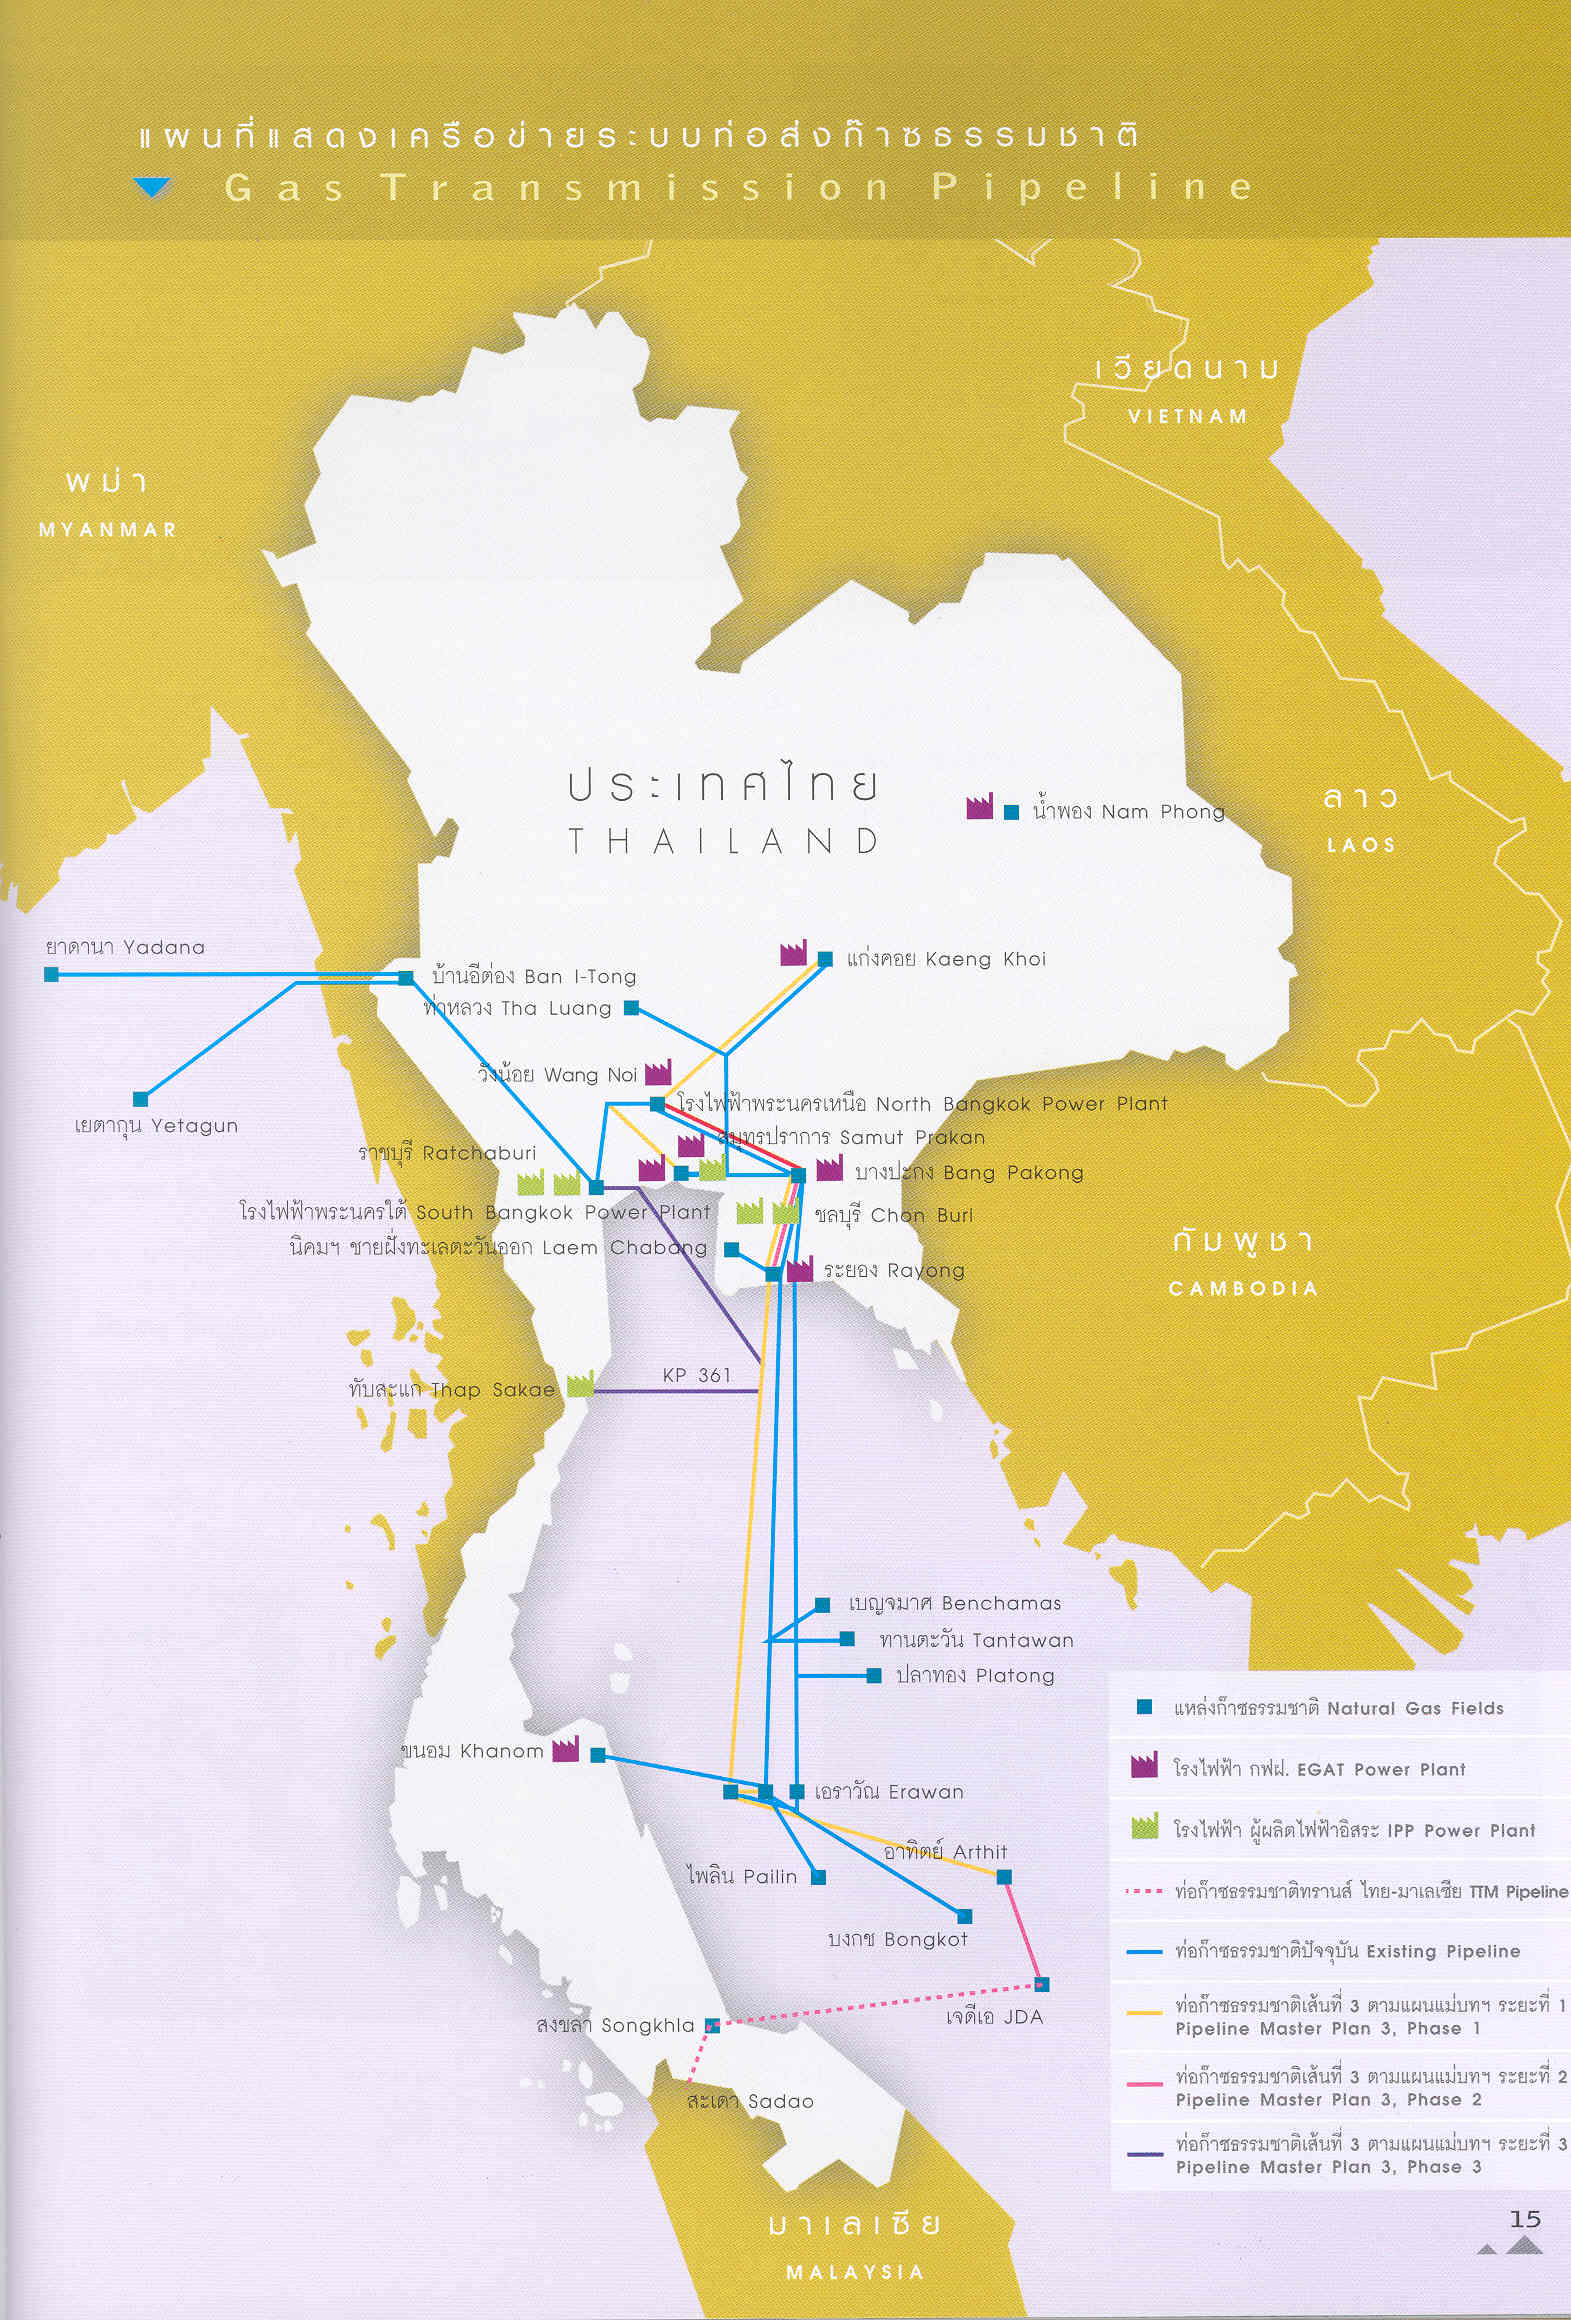 แผนที่แสดงเครือข่ายระบบท่อส่งก๊าซธรรมชาติ
Gas Transmission Pipeline
เวียดนาม
VIETNAM
พม่า
MYANMAR
ประเทศไทย
THAILAND
น้ำพอง Nam Phong
ลาว
LAOS
ยาดานา Yadana
แก่งคอย Kaeng Khoi
บ้านอีต่อง Ban I-Tong
ท่าหลวง Tha Luang
วังน้อย Wang Noi
โรงไฟฟ้าพระนครเหนือ North Bangkok Power Plant
เยตากุน Yetagun
สมุทรปราการ Samut Prakan
ราชบุรี Ratchaburi
บางปะกง Bang Pakong
โรงไฟฟ้าพระนครใต้ South Bangkok Power Plant
ชลบุรี Chon Buri
นิคมฯ ชายฝั่งทะเลตะวันออก Laem Chabang
ระยอง Rayong
กัมพูชา
CAMBODIA
KP 361
ทับสะแก Thap Sakae
เบญจมาศ Benchamas
ทานตะวัน Tantawan
ปลาทอง Platong
ขนอม Khanom
เอราวัณ Erawan
อาทิตย์ Arthit
ไพลิน Pailin
บงกช Bongkot
เจดีเอ JDA
สงขลา Songkhla
สะเดา Sadao
มาเลเซีย
MALAYSIA
แหล่งก๊าซธรรมชาติ Natural Gas Fields
โรงไฟฟ้า กฟผ. EGAT Power Plant
โรงไฟฟ้า ผู้ผลิตไฟฟ้าอิสระ IPP Power Plant
ท่อก๊าซธรรมชาติทรานส์ ไทย-มาเลเซีย TTM Pipeline
ท่อก๊าซธรรมชาติปัจจุบัน Existing Pipeline
ท่อก๊าซธรรมชาติเส้นที่ 3 ตามแผนแม่บทฯ ระยะที่ 1
Pipeline Master Plan 3, Phase 1
ท่อก๊าซธรรมชาติเส้นที่ 3 ตามแผนแม่บทฯ ระยะที่ 2
Pipeline Master Plan 3, Phase 2
ท่อก๊าซธรรมชาติเส้นที่ 3 ตามแผนแม่บทฯ ระยะที่ 3
Pipeline Master Plan 3, Phase 3
15